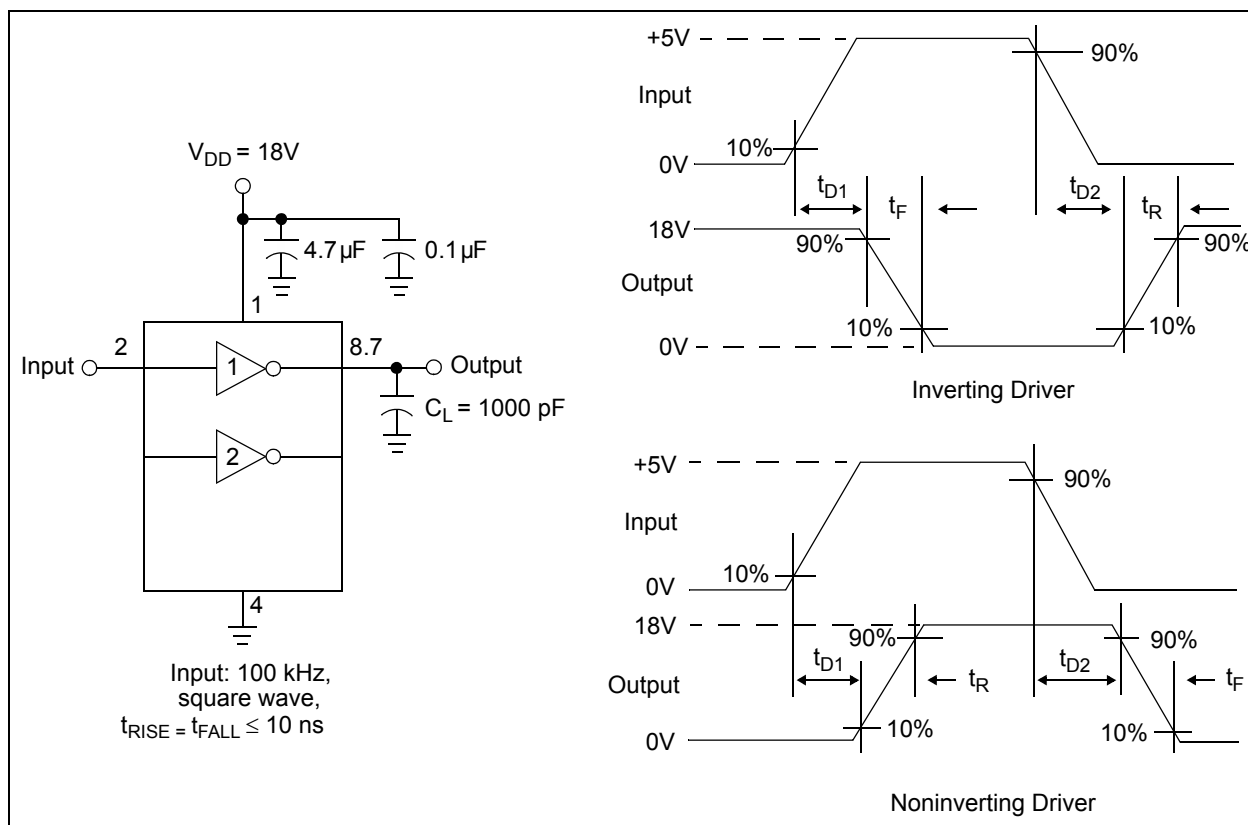 V_DD = 18V
4.7 µF
0.1 µF
1
Input
2
1
8.7
Output
C_L = 1000 pF
2
4
Input: 100 kHz,
square wave,
t_RISE = t_FALL ≤ 10 ns
+5V
90%
Input
10%
0V
t_D1
t_F
t_D2
t_R
18V
90%
90%
Output
10%
10%
0V
Inverting Driver
+5V
90%
Input
10%
0V
18V
90%
90%
t_D1
t_D2
Output
t_R
t_F
0V
10%
10%
Noninverting Driver